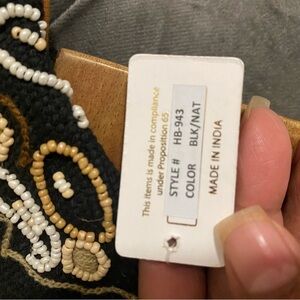 This items is made in compliance
under Proposition 65
STYLE # HB-943
COLOR BLK/NAT
MADE IN INDIA